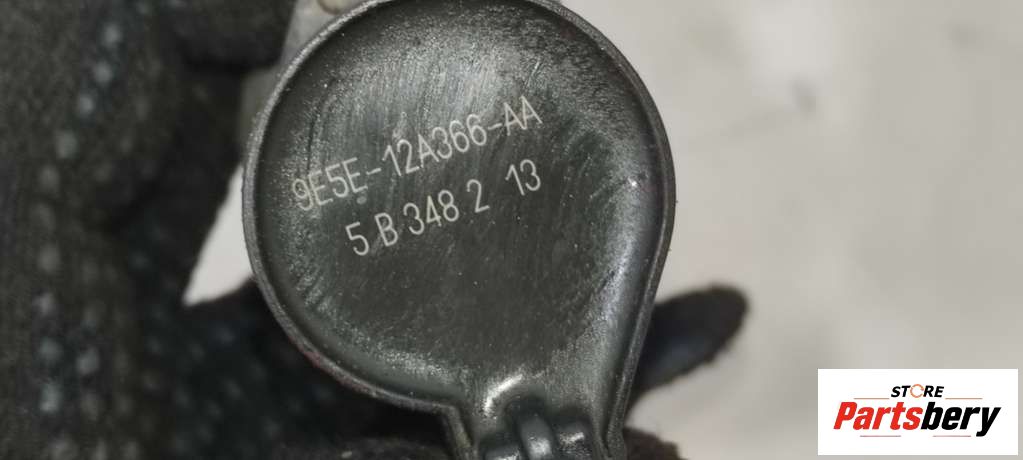 9E5E-12A366-AA
5 B 348 2 13
STORE
Partsbery